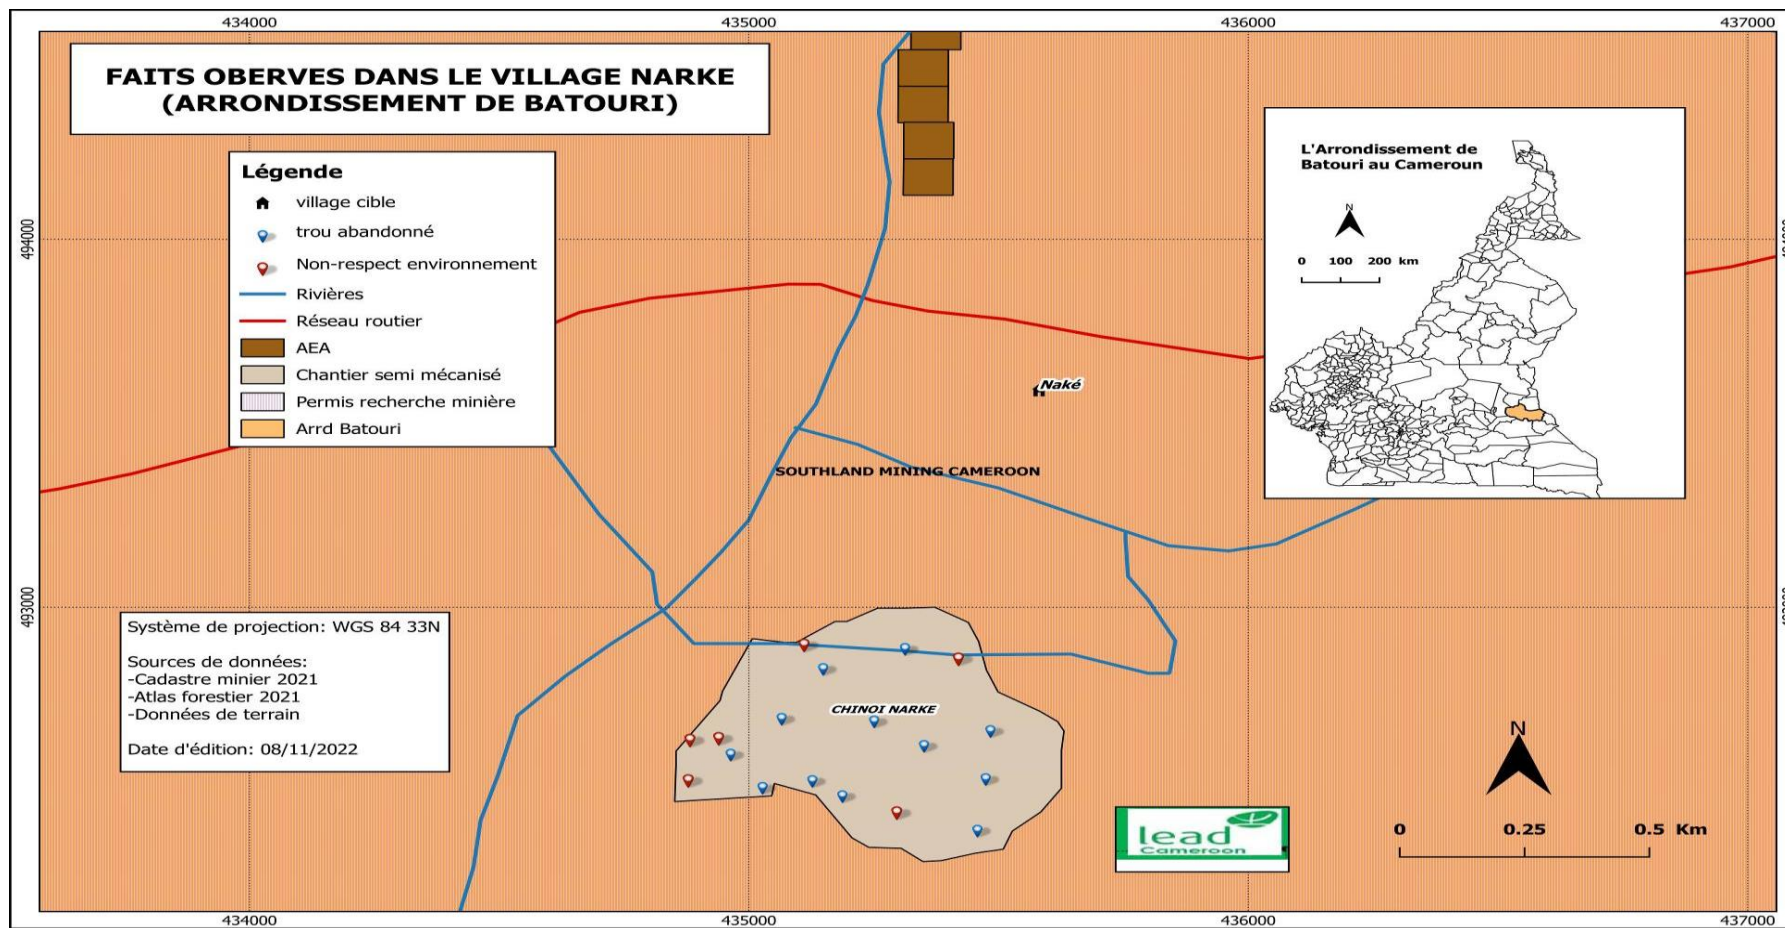 434000
435000
436000
437000
FAITS OBERVES DANS LE VILLAGE NARKE
(ARRONDISSEMENT DE BATOURI)
L'Arrondissement de
Batouri au Cameroun
N
0 100 200 km
Légende
village cible
trou abandonné
Non-respect environnement
Rivières
Réseau routier
AEA
Chantier semi mécanisé
Permis recherche minière
Arrd Batouri
494000
Naké
SOUTHLAND MINING CAMEROON
493000
Système de projection: WGS 84 33N
Sources de données:
-Cadastre minier 2021
-Atlas forestier 2021
-Données de terrain
Date d'édition: 08/11/2022
CHINOI NARKE
N
lead
Cameroon
0 0.25 0.5 Km
434000
435000
436000
437000